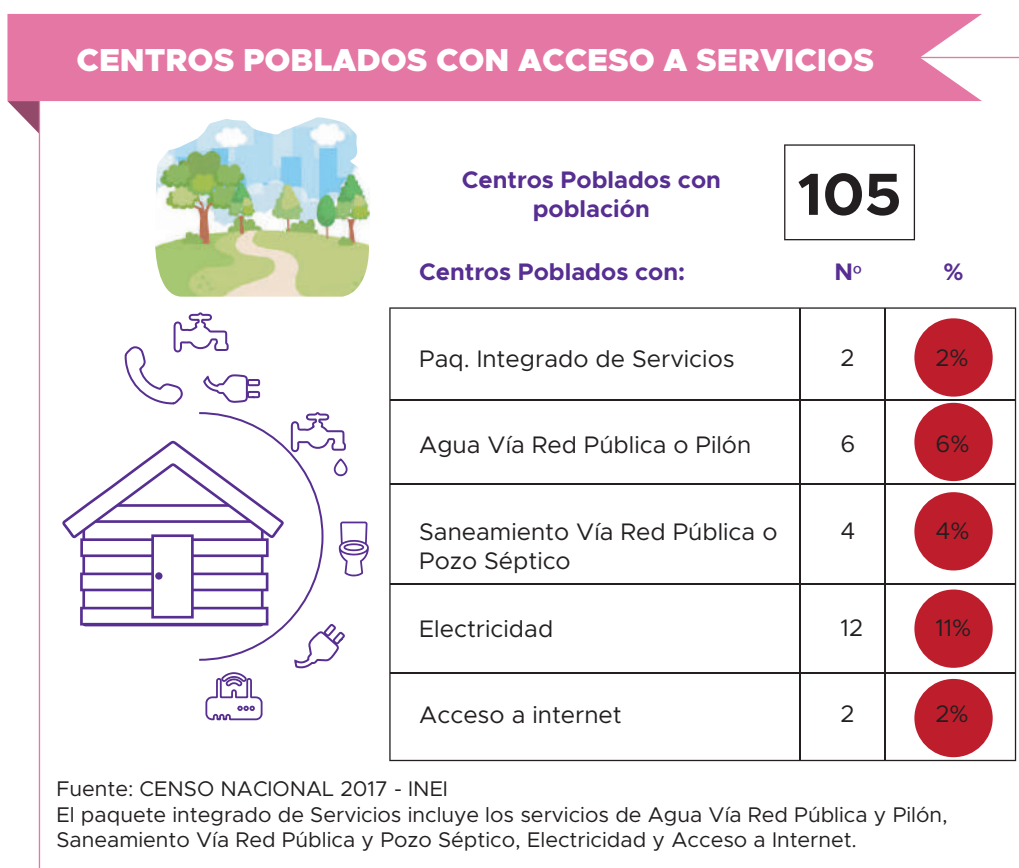 CENTROS POBLADOS CON ACCESO A SERVICIOS
Centros Poblados con
población
105
Centros Poblados con: Nº %
Paq. Integrado de Servicios 2 2%
Agua Vía Red Pública o Pilón 6 6%
Saneamiento Vía Red Pública o 4 4%
Pozo Séptico
Electricidad 12 11%
Acceso a internet 2 2%
Fuente: CENSO NACIONAL 2017 - INEI
El paquete integrado de Servicios incluye los servicios de Agua Vía Red Pública y Pilón,
Saneamiento Vía Red Pública y Pozo Séptico, Electricidad y Acceso a Internet.